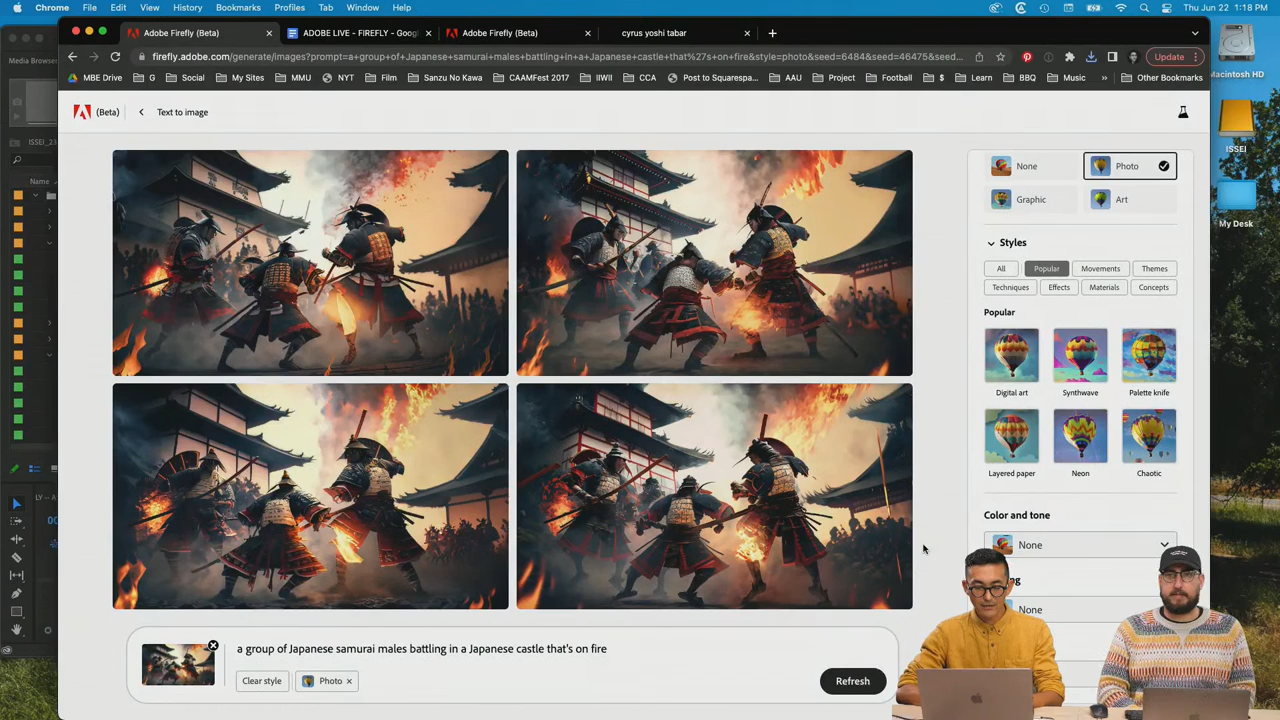 Chrome File Edit View History Bookmarks Profiles Tab Window Help
Thu Jun 22 1:18 PM
Adobe Firefly (Beta)
ADOBE LIVE - FIREFLY - Goog
Adobe Firefly (Beta)
cyrus yoshi tabar
firefly.adobe.com/generate/images?prompt=a+group+of+Japanese+samurai+males+battling+in+a+Japanese+castle+that%27s+on+fire&style=photo&seed=6484&seed=46475&seed...
Update
MBE Drive G Social My Sites MMU NYT Film Sanzu No Kawa CAAMFest 2017 IIWII CCA Post to Squarespa... AAU Project Football $ Learn BBQ Music » Other Bookmarks
Macintosh HD
ISSEI
My Desk
Media Browser
ISSEI_23
Name
(Beta) Text to image
None
Photo
Graphic
Art
Styles
All Popular Movements Themes
Techniques Effects Materials Concepts
Popular
Digital art Synthwave Palette knife
Layered paper Neon Chaotic
Color and tone
None
None
a group of Japanese samurai males battling in a Japanese castle that's on fire
Clear style
Photo
Refresh